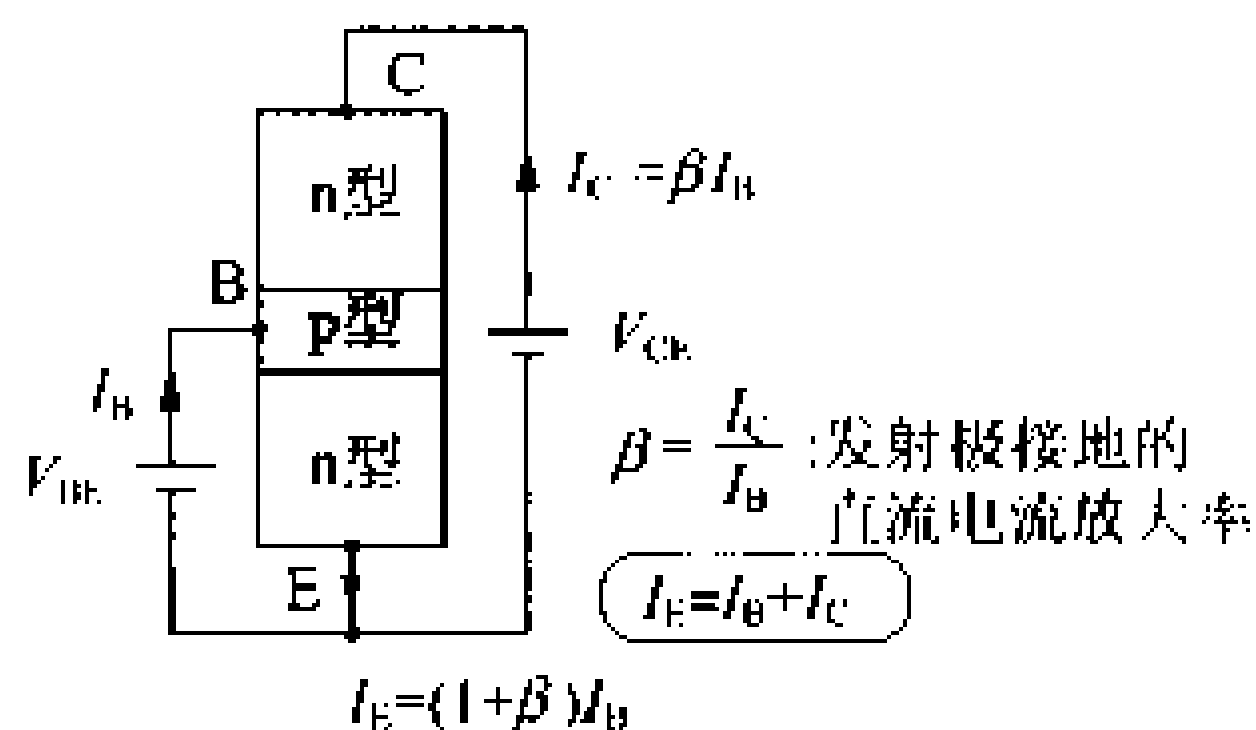 C
n型
I_C=βI_B
B
p型
V_CE
I_B
β=I_C/I_B:发射极接地的
直流电流放大率
n型
V_BE
E
I_E=I_B+I_C
I_E=(1+β)I_B